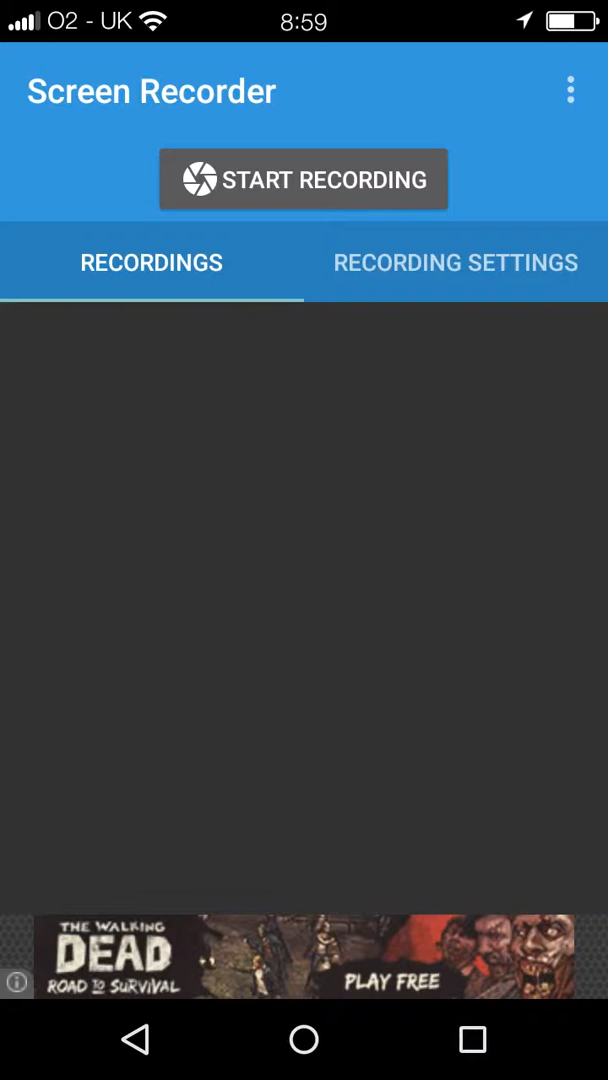 O2 - UK 8:59
Screen Recorder
START RECORDING
RECORDINGS RECORDING SETTINGS
THE WALKING
DEAD
ROAD TO SURVIVAL
PLAY FREE